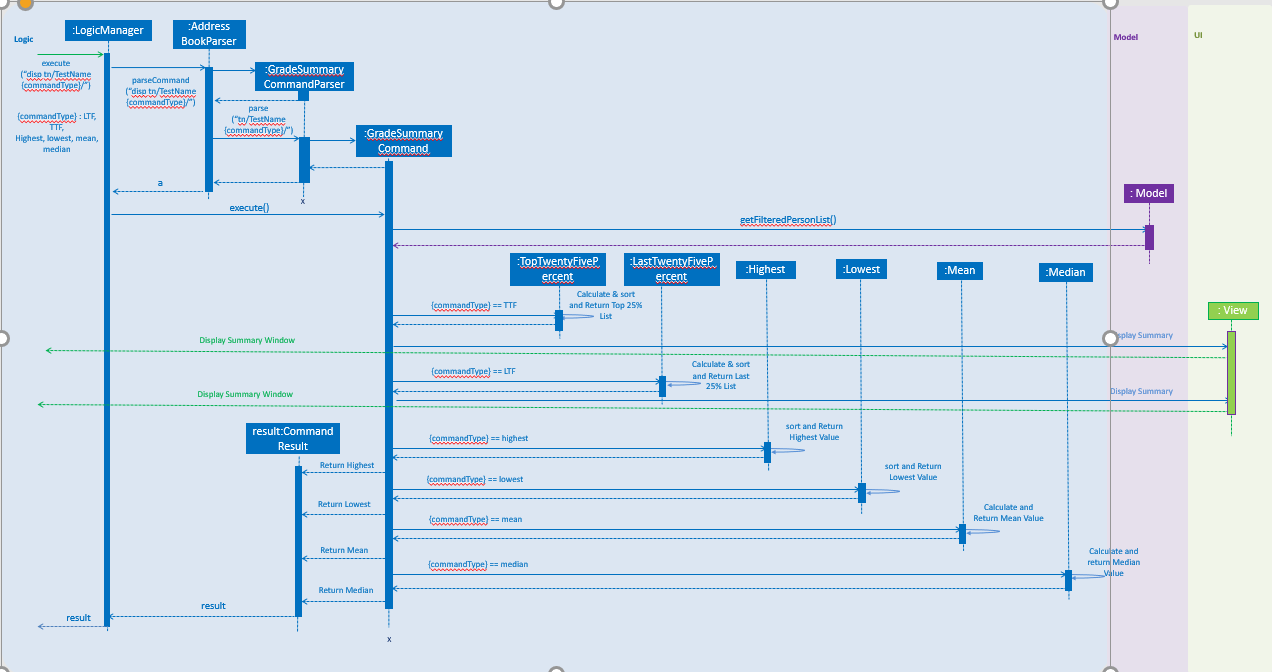 Logic
:LogicManager
:Address
BookParser
Model
UI
execute
("disp tn/TestName
{commandType}/")
{commandType} : LTF,
TTF,
Highest, lowest, mean,
median
parseCommand
("disp tn/TestName
{commandType}/")
:GradeSummary
CommandParser
parse
("tn/TestName
{commandType}/")
:GradeSummary
Command
a
x
execute()
: Model
getFilteredPersonList()
:TopTwentyFiveP
ercent
:LastTwentyFiveP
ercent
:Highest
:Lowest
:Mean
:Median
{commandType} == TTF
Calculate & sort
and Return Top 25%
List
: View
Display Summary Window
splay Summary
{commandType} == LTF
Calculate & sort
and Return Last
25% List
Display Summary Window
Display Summary
result:Command
Result
{commandType} == highest
sort and Return
Highest Value
Return Highest
{commandType} == lowest
sort and Return
Lowest Value
Return Lowest
{commandType} == mean
Calculate and
Return Mean Value
Return Mean
{commandType} == median
Calculate and
return Median
Value
Return Median
result
result
x